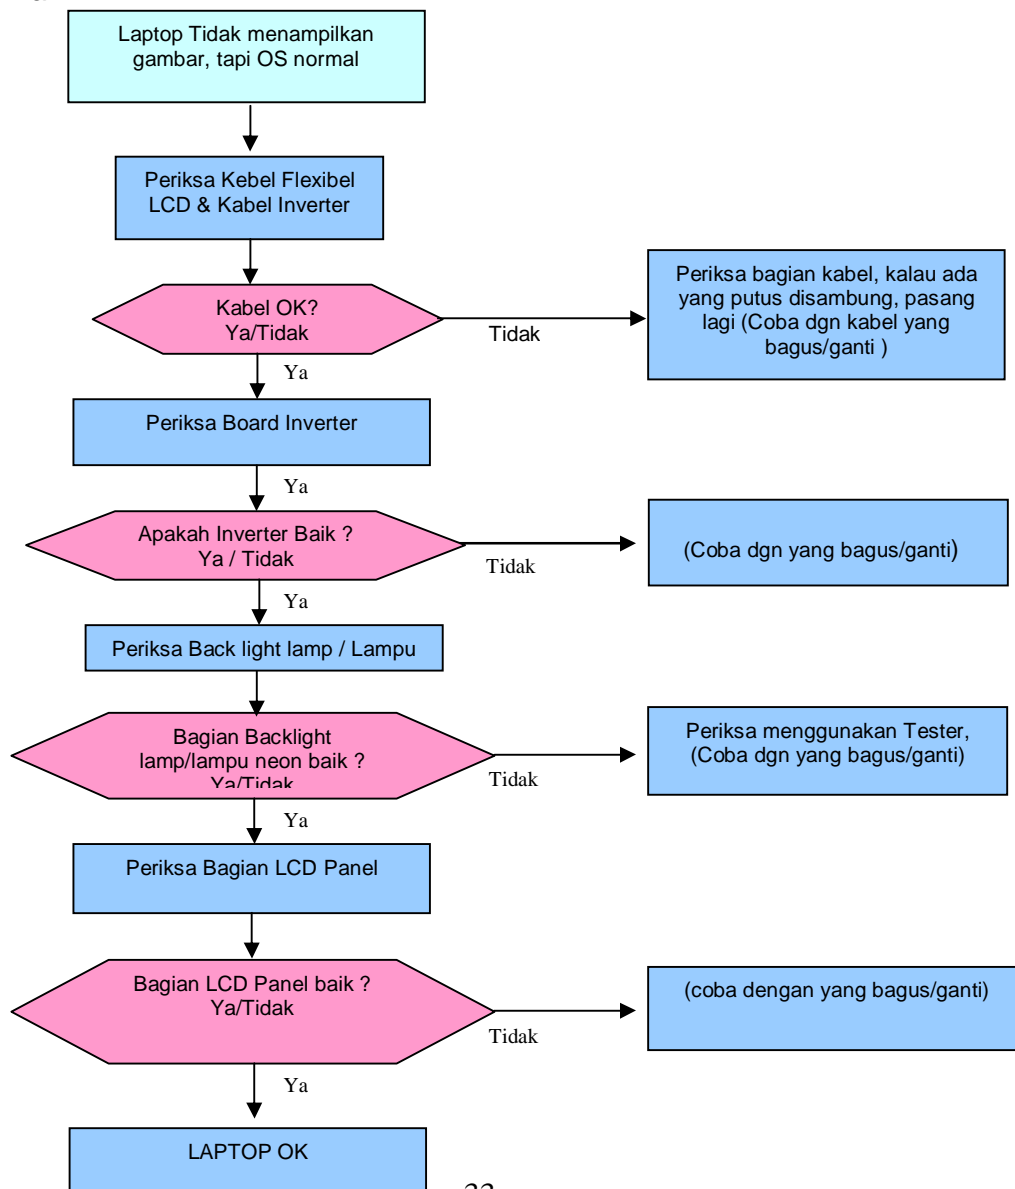 Laptop Tidak menampilkan
gambar, tapi OS normal
Periksa Kebel Flexibel
LCD & Kabel Inverter
Kabel OK?
Ya/Tidak
Tidak
Periksa bagian kabel, kalau ada
yang putus disambung, pasang
lagi (Coba dgn kabel yang
bagus/ganti )
Ya
Periksa Board Inverter
Ya
Apakah Inverter Baik ?
Ya / Tidak
Tidak
(Coba dgn yang bagus/ganti)
Ya
Periksa Back light lamp / Lampu
Bagian Backlight
lamp/lampu neon baik ?
Ya/Tidak
Tidak
Periksa menggunakan Tester,
(Coba dgn yang bagus/ganti)
Ya
Periksa Bagian LCD Panel
Bagian LCD Panel baik ?
Ya/Tidak
Tidak
(coba dengan yang bagus/ganti)
Ya
LAPTOP OK